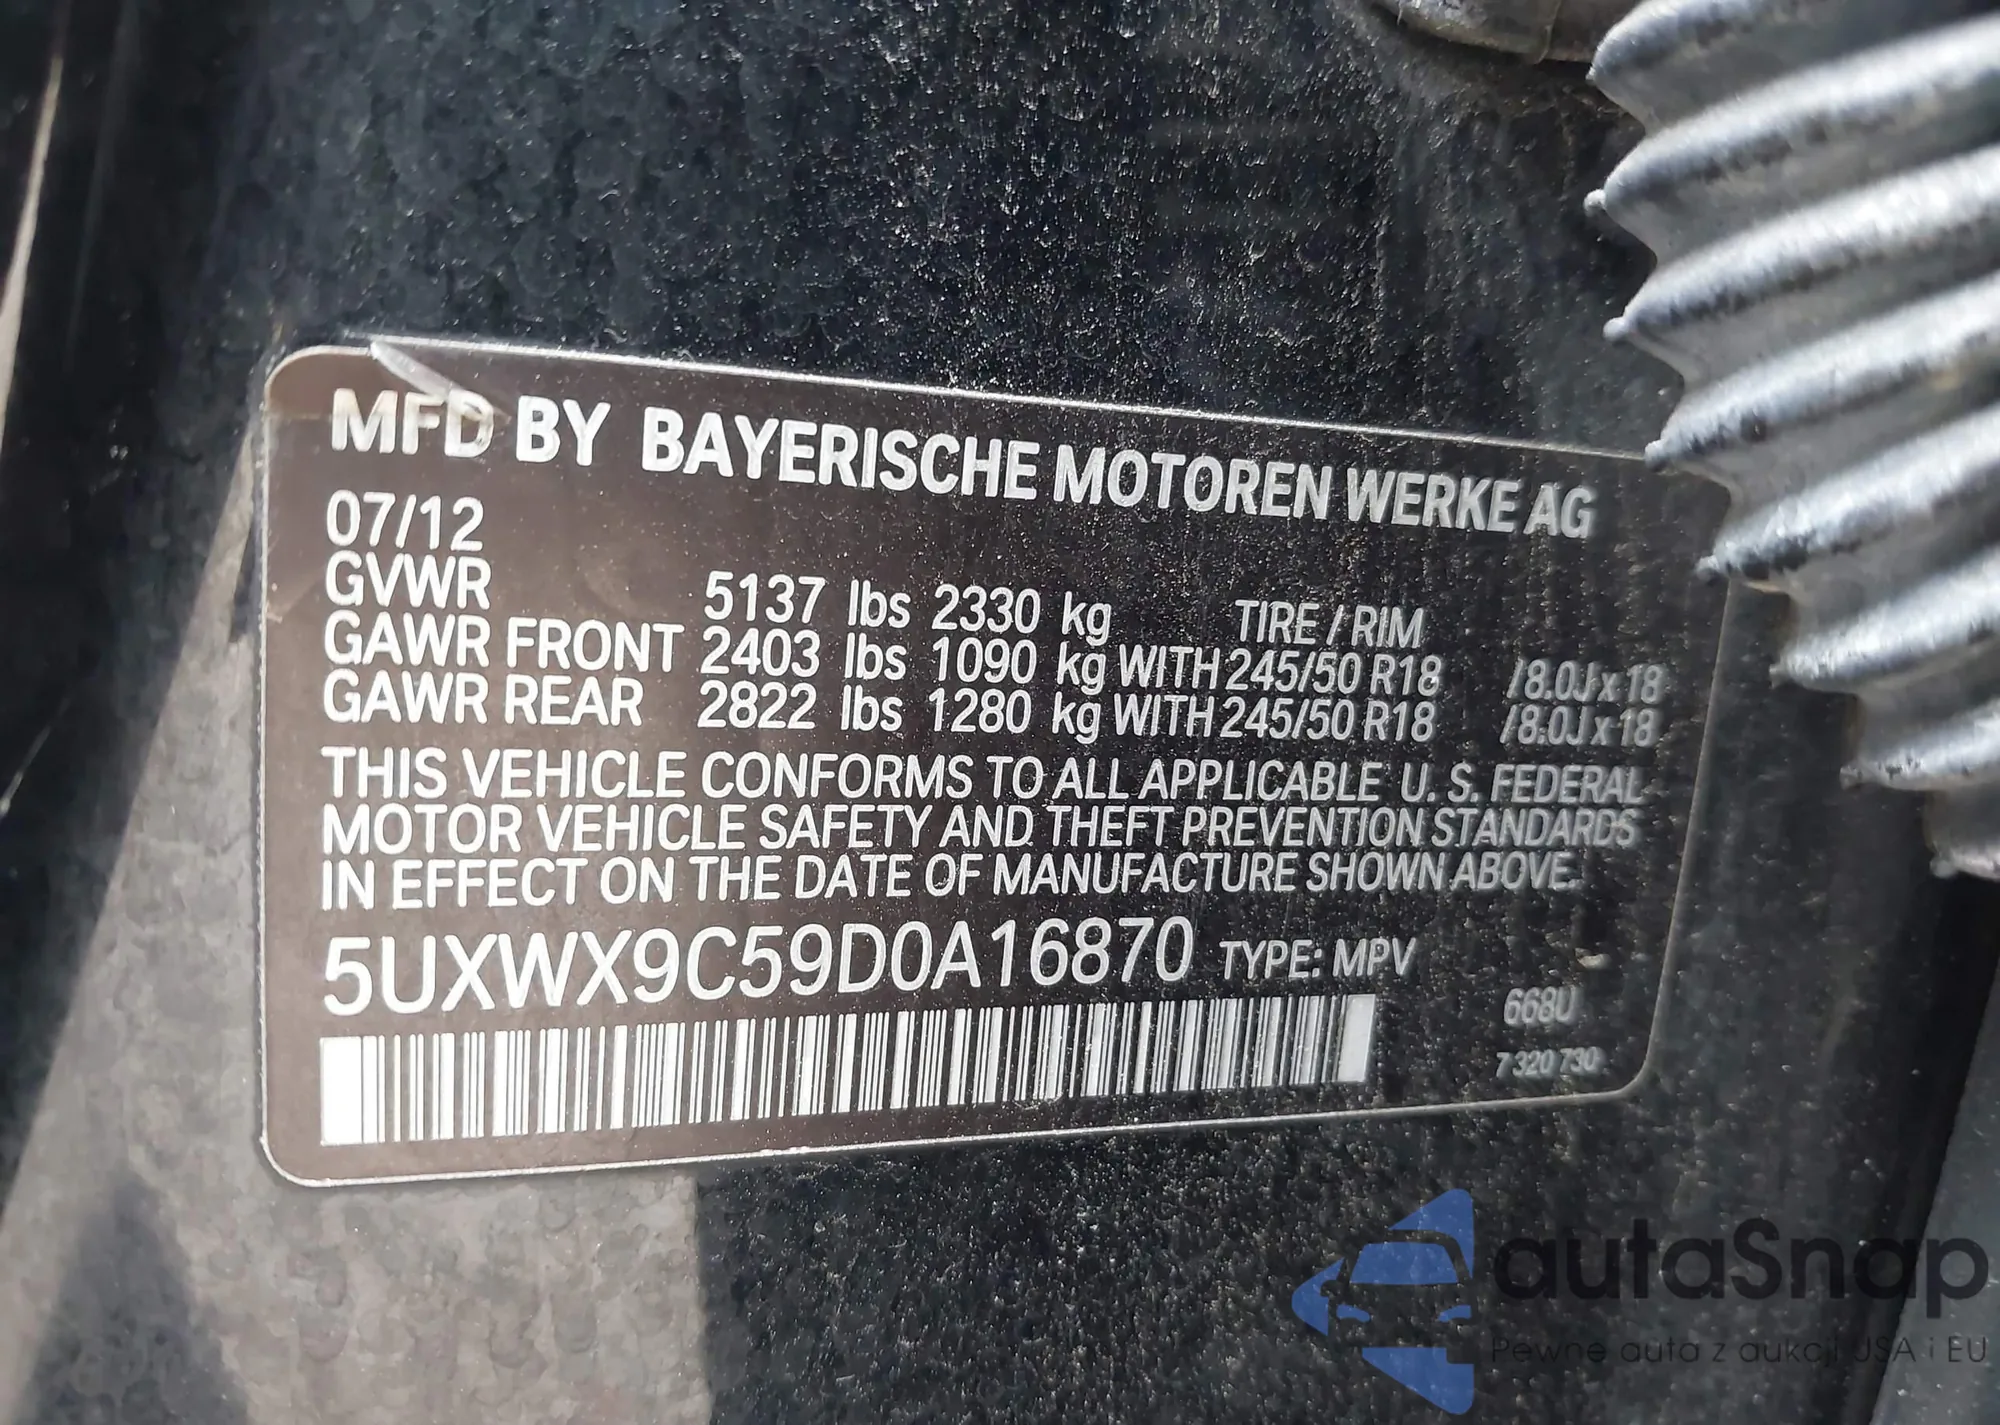 MFD BY BAYERISCHE MOTOREN WERKE AG
07/12
GVWR 5137 lbs 2330 kg TIRE / RIM
GAWR FRONT 2403 lbs 1090 kg WITH 245/50 R18 /8.0J x 18
GAWR REAR 2822 lbs 1280 kg WITH 245/50 R18 /8.0J x 18
THIS VEHICLE CONFORMS TO ALL APPLICABLE U. S. FEDERAL
MOTOR VEHICLE SAFETY AND THEFT PREVENTION STANDARDS
IN EFFECT ON THE DATE OF MANUFACTURE SHOWN ABOVE.
5UXWX9C59D0A16870 TYPE: MPV
668U
7 320 730
autaSnap
Pewne auta z aukcji USA i EU